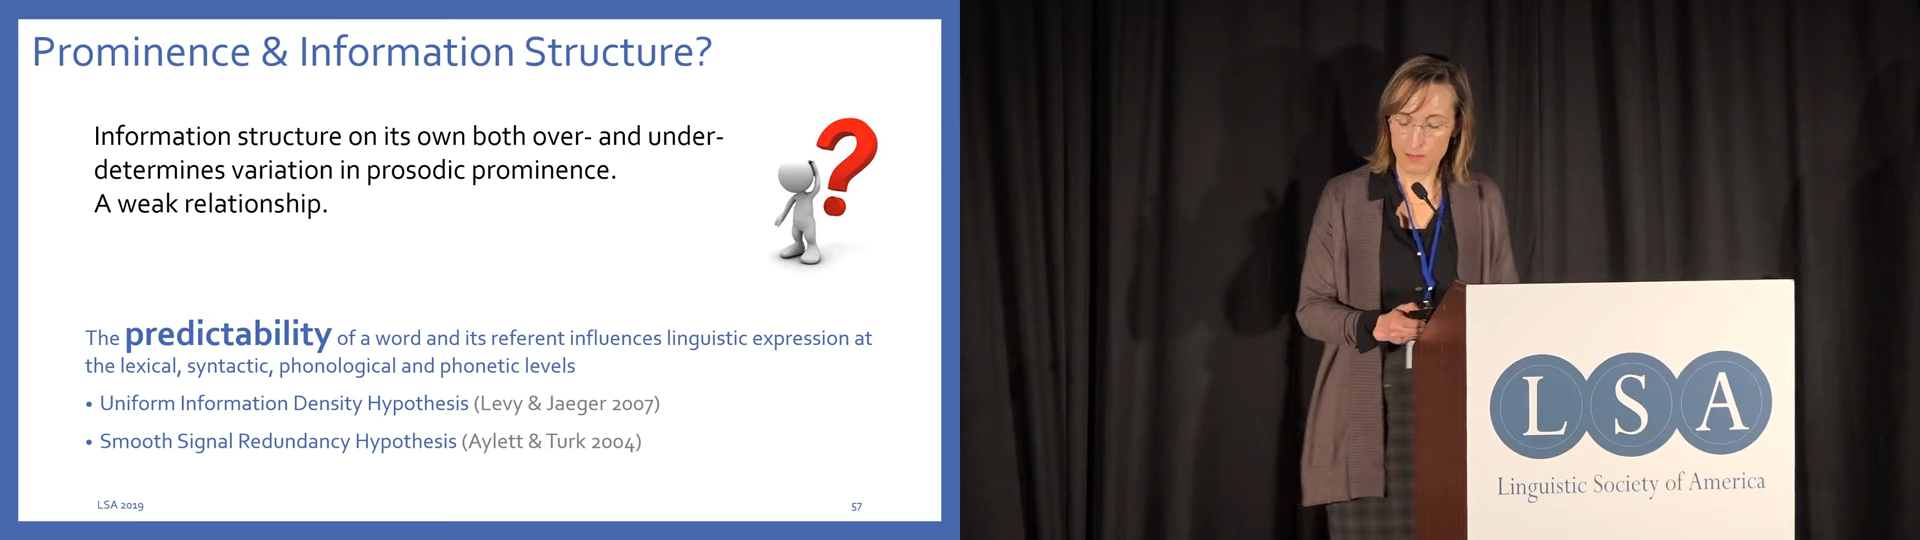 Prominence & Information Structure?
Information structure on its own both over- and under-
determines variation in prosodic prominence.
A weak relationship.
The predictability of a word and its referent influences linguistic expression at
the lexical, syntactic, phonological and phonetic levels
• Uniform Information Density Hypothesis (Levy & Jaeger 2007)
• Smooth Signal Redundancy Hypothesis (Aylett & Turk 2004)
LSA 2019
57
LSA
Linguistic Society of America